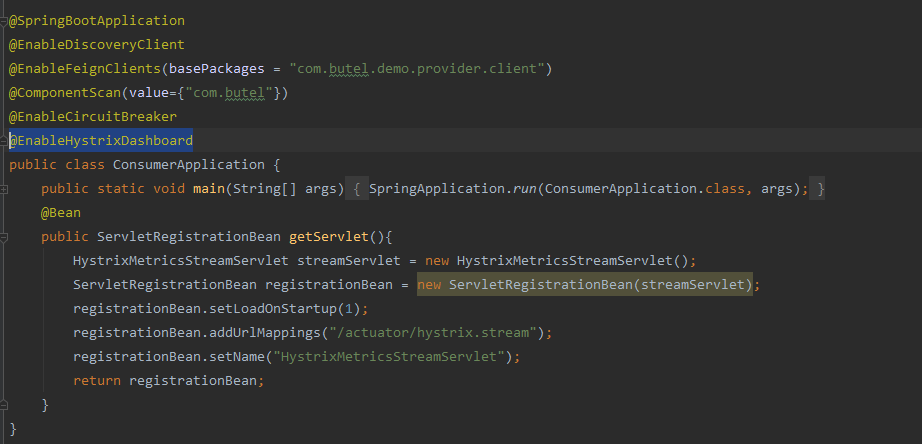 @SpringBootApplication
@EnableDiscoveryClient
@EnableFeignClients(basePackages = "com.butel.demo.provider.client")
@ComponentScan(value={"com.butel"})
@EnableCircuitBreaker
@EnableHystrixDashboard
public class ConsumerApplication {
    public static void main(String[] args) { SpringApplication.run(ConsumerApplication.class, args); }
    @Bean
    public ServletRegistrationBean getServlet(){
        HystrixMetricsStreamServlet streamServlet = new HystrixMetricsStreamServlet();
        ServletRegistrationBean registrationBean = new ServletRegistrationBean(streamServlet);
        registrationBean.setLoadOnStartup(1);
        registrationBean.addUrlMappings("/actuator/hystrix.stream");
        registrationBean.setName("HystrixMetricsStreamServlet");
        return registrationBean;
    }
}